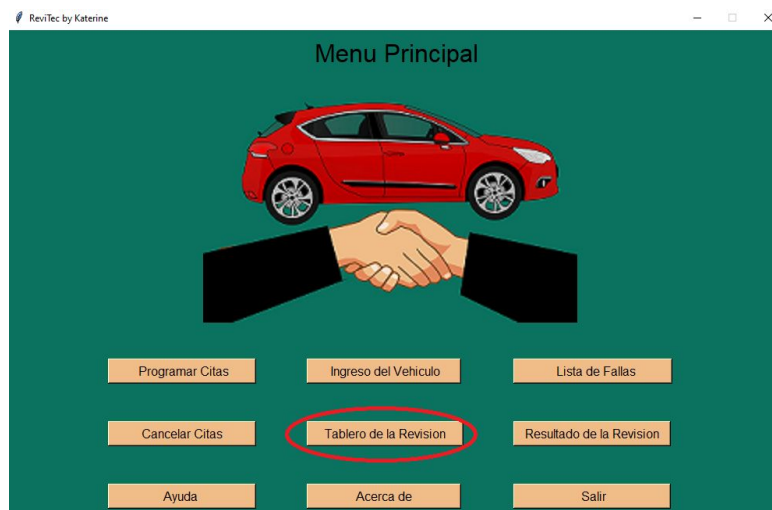 ReviTec by Katerine
Menu Principal
Programar Citas
Ingreso del Vehiculo
Lista de Fallas
Cancelar Citas
Tablero de la Revision
Resultado de la Revision
Ayuda
Acerca de
Salir